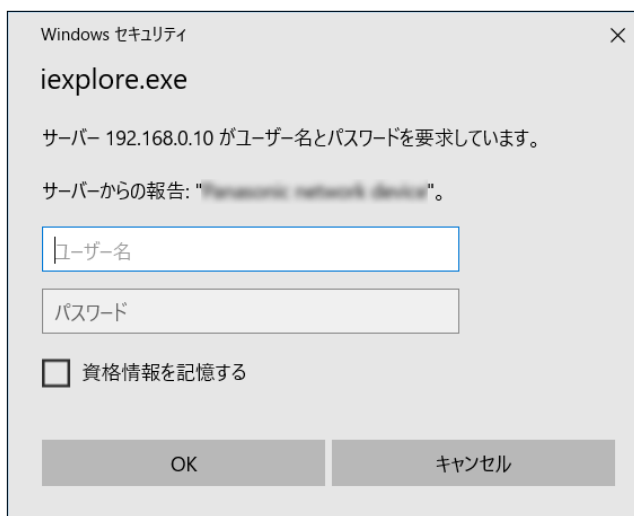 Windows セキュリティ
iexplore.exe
サーバー 192.168.0.10 がユーザー名とパスワードを要求しています。
サーバーからの報告: "                    "。
ユーザー名
パスワード
資格情報を記憶する
OK
キャンセル